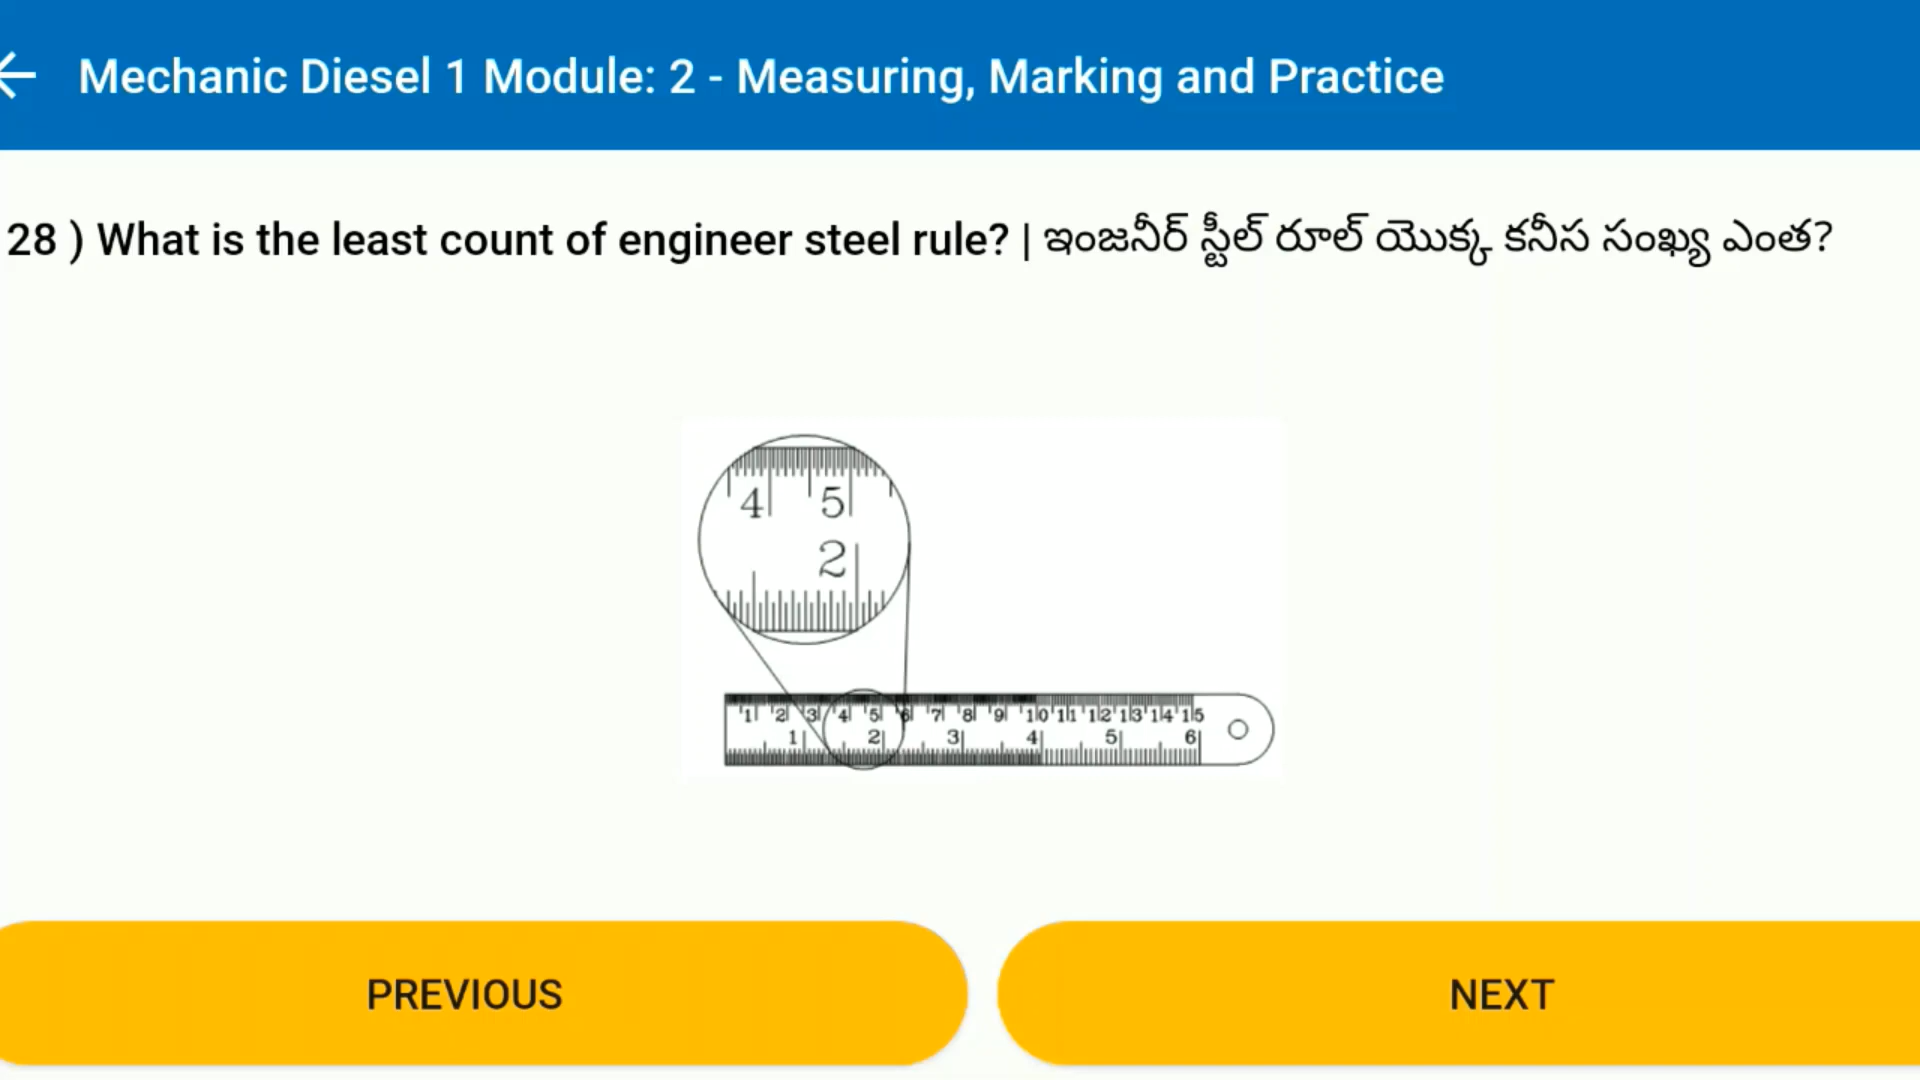 Mechanic Diesel 1 Module: 2 - Measuring, Marking and Practice
28 ) What is the least count of engineer steel rule? | ఇంజనీర్ స్టీల్ రూల్ యొక్క కనీస సంఖ్య ఎంత?
4 5
2
1 2 3 4 5 6 7 8 9 10 11 12 13 14 15
1 2 3 4 5 6
PREVIOUS NEXT